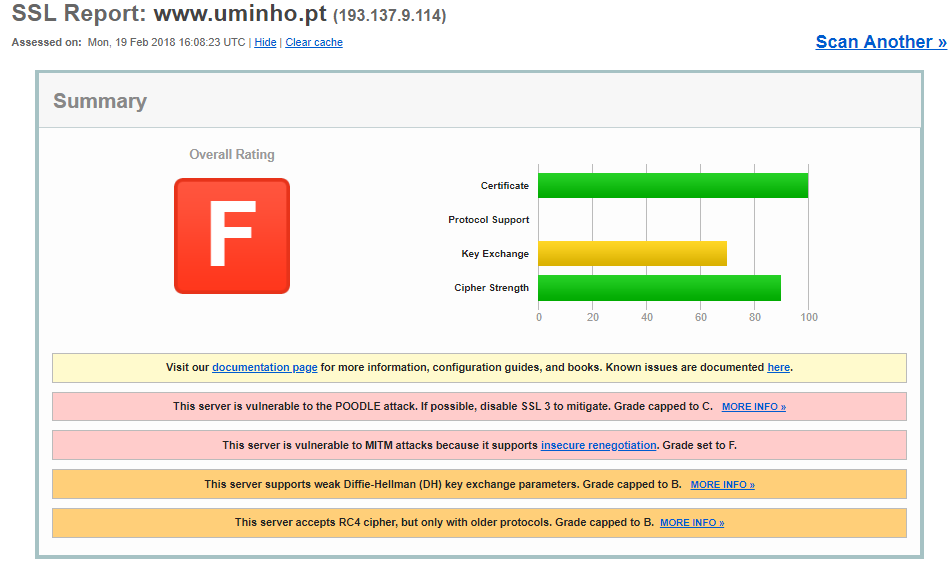 SSL Report: www.uminho.pt (193.137.9.114)
Assessed on: Mon, 19 Feb 2018 16:08:23 UTC | Hide | Clear cache
Scan Another »
Summary
Overall Rating
F
Certificate
Protocol Support
Key Exchange
Cipher Strength
0 20 40 60 80 100
Visit our documentation page for more information, configuration guides, and books. Known issues are documented here.
This server is vulnerable to the POODLE attack. If possible, disable SSL 3 to mitigate. Grade capped to C. MORE INFO »
This server is vulnerable to MITM attacks because it supports insecure renegotiation. Grade set to F.
This server supports weak Diffie-Hellman (DH) key exchange parameters. Grade capped to B. MORE INFO »
This server accepts RC4 cipher, but only with older protocols. Grade capped to B. MORE INFO »